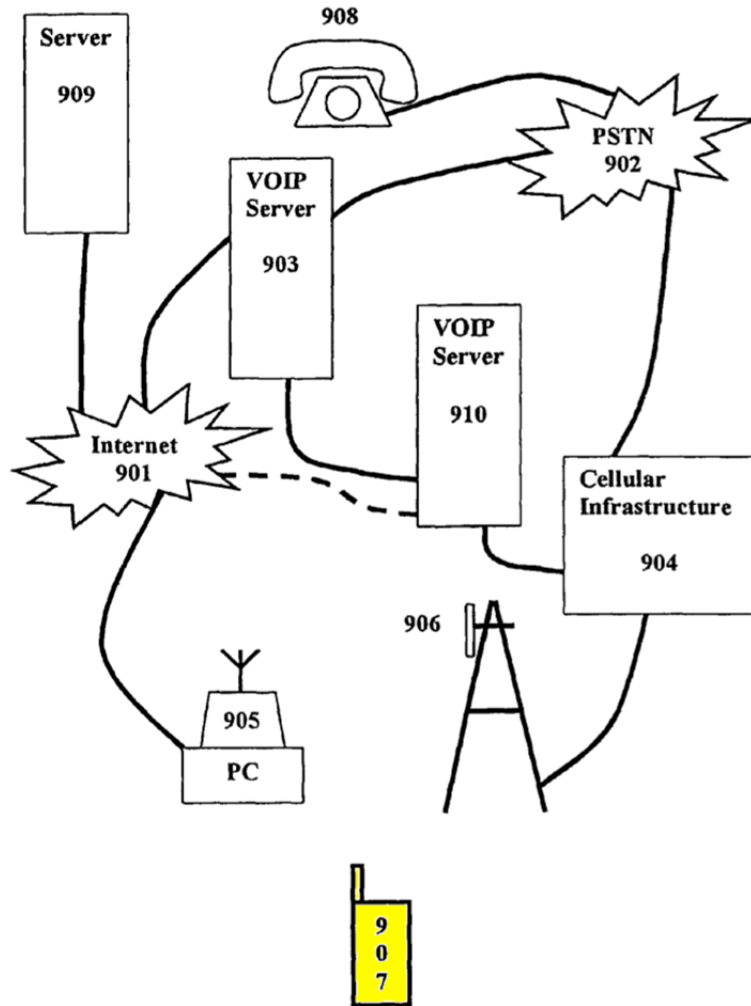 908
Server
909
PSTN
902
VOIP
Server
903
VOIP
Server
910
Internet
901
Cellular
Infrastructure
904
906
905
PC
9
0
7